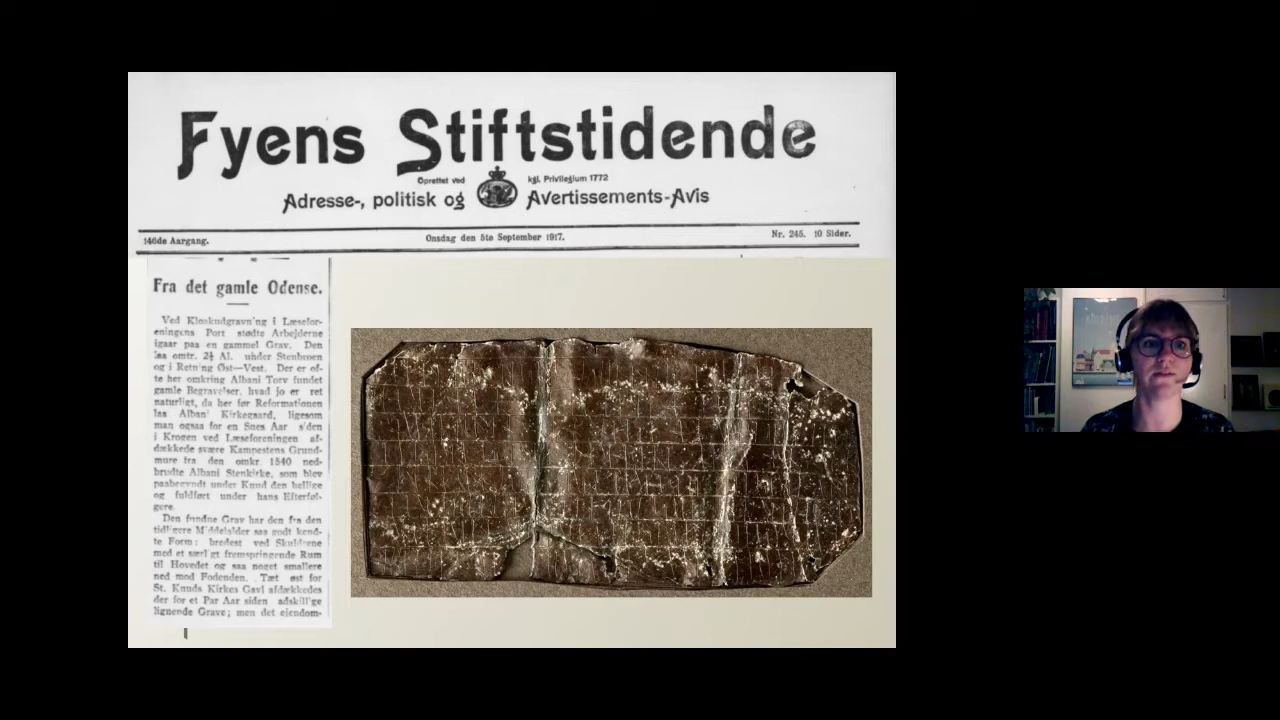 Fyens Stiftstidende
Oprettet ved kgl. Privilegium 1772
Adresse-, politisk og Avertissements-Avis
146de Aargang. Onsdag den 5te September 1917. Nr. 245. 10 Sider.
Fra det gamle Odense.
Ved Kloakudgravning i Læsefor-
eningens Port stødte Arbejderne
igaar paa en gammel Grav. Den
laa omtr. 2½ Al. under Stenbroen
og i Retning Øst—Vest. Der er of-
te her omkring Albani Torv fundet
gamle Begravelser, hvad jo er ret
naturligt, da her før Reformationen
laa Albani Kirkegaard, ligesom
man ogsaa for en Snes Aar siden
i Krogen ved Læseforeningen af-
dækkede svære Kampestens Grund-
mure fra den omkr. 1540 ned-
brudte Albani Stenkirke, som blev
paabegyndt under Knud den hellige
og fuldført under hans Efterføl-
gere.
Den fundne Grav har den fra den
tidligere Middelalder saa godt kend-
te Form: bredest ved Skuldrene
med et særligt fremspringende Rum
til Hovedet og saa noget smallere
ned mod Fodenden. Tæt øst for
St. Knuds Kirkes Gavl afdækkedes
der for et Par Aar siden adskillige
lignende Grave; men det ejendom-